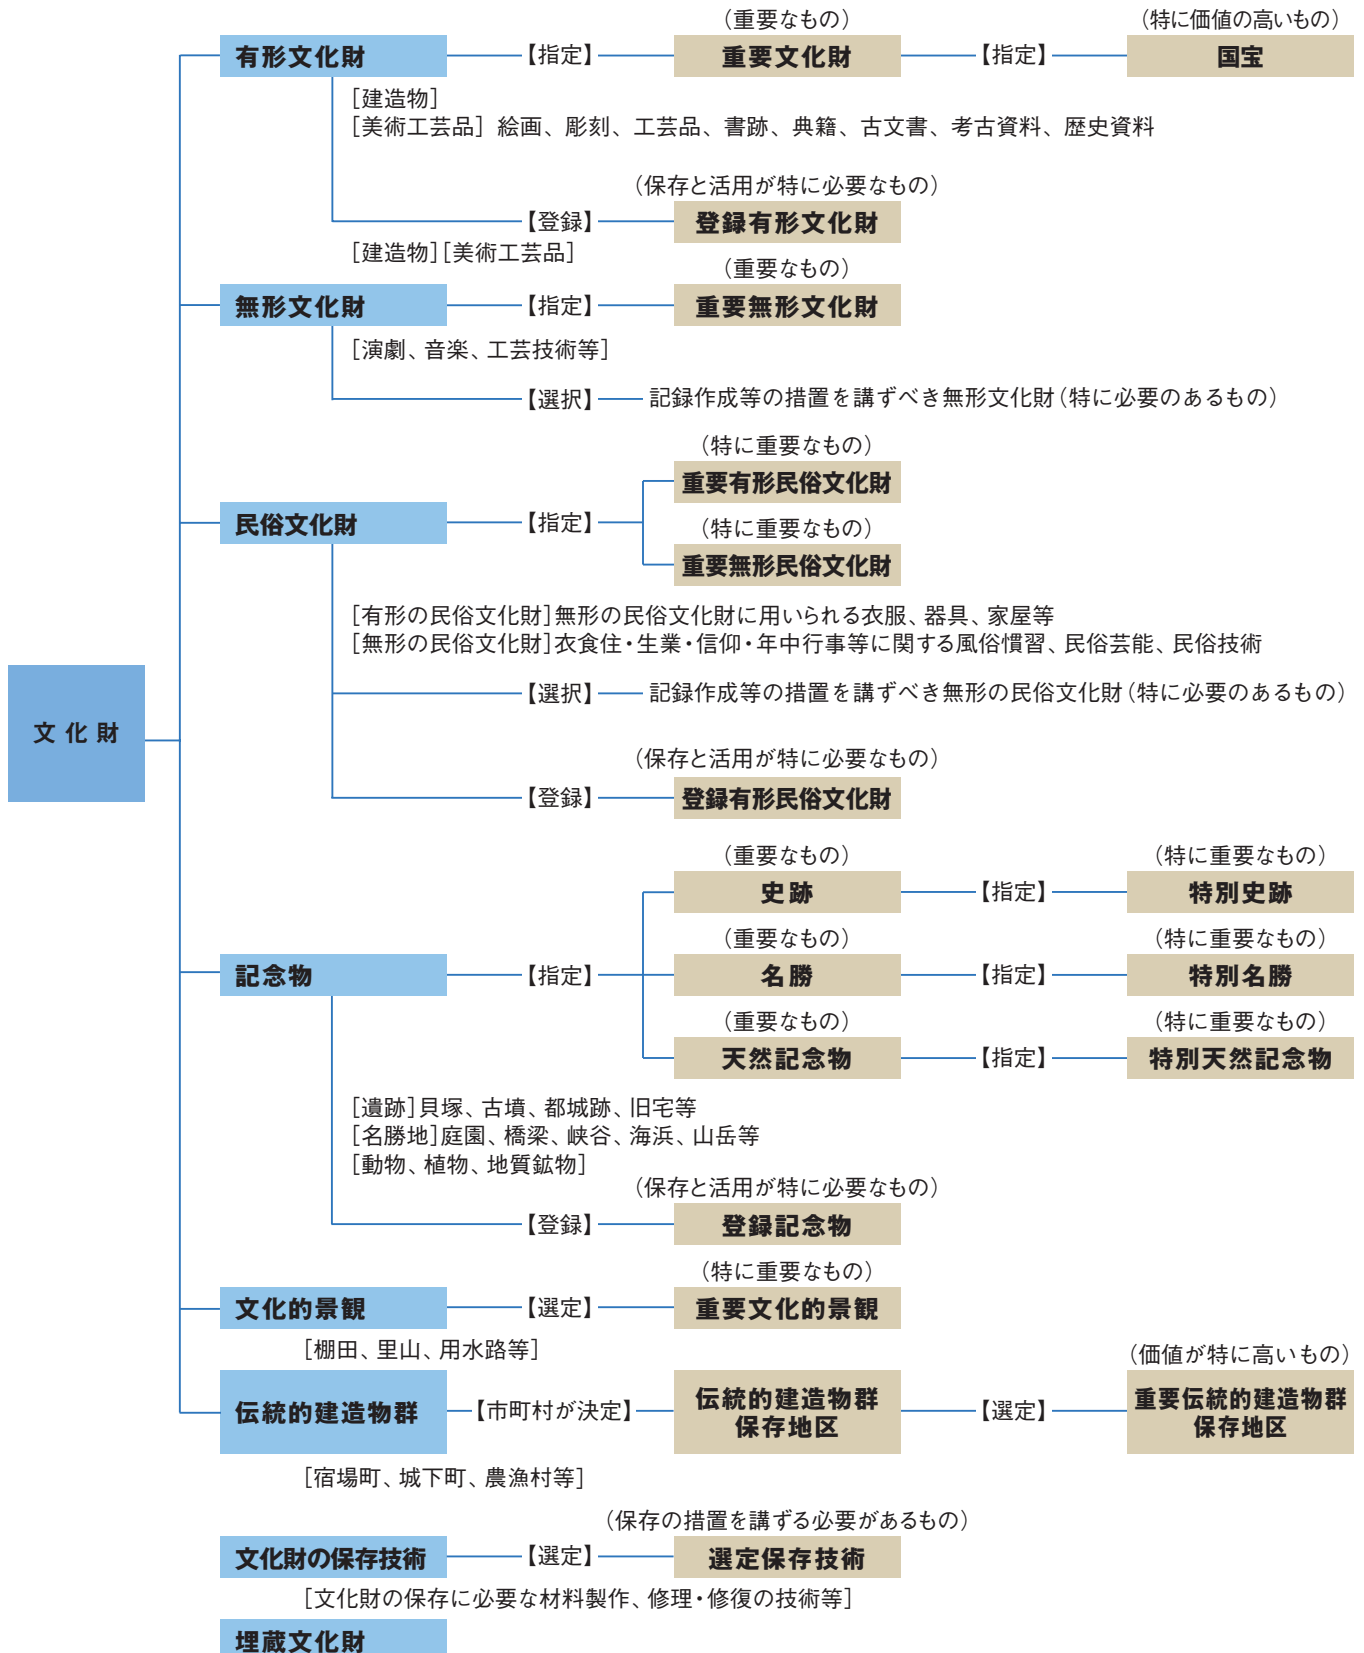 (重要なもの) (特に価値の高いもの)
有形文化財 【指定】 重要文化財 【指定】 国宝
[建造物]
[美術工芸品] 絵画、彫刻、工芸品、書跡、典籍、古文書、考古資料、歴史資料
(保存と活用が特に必要なもの)
【登録】 登録有形文化財
[建造物][美術工芸品]
(重要なもの)
無形文化財 【指定】 重要無形文化財
[演劇、音楽、工芸技術等]
【選択】 記録作成等の措置を講ずべき無形文化財(特に必要のあるもの)
(特に重要なもの)
重要有形民俗文化財
民俗文化財 【指定】
(特に重要なもの)
重要無形民俗文化財
[有形の民俗文化財]無形の民俗文化財に用いられる衣服、器具、家屋等
[無形の民俗文化財]衣食住・生業・信仰・年中行事等に関する風俗慣習、民俗芸能、民俗技術
【選択】 記録作成等の措置を講ずべき無形の民俗文化財(特に必要のあるもの)
文化財
(保存と活用が特に必要なもの)
【登録】 登録有形民俗文化財
(重要なもの) (特に重要なもの)
史跡 【指定】 特別史跡
(重要なもの) (特に重要なもの)
記念物 【指定】 名勝 【指定】 特別名勝
(重要なもの) (特に重要なもの)
天然記念物 【指定】 特別天然記念物
[遺跡]貝塚、古墳、都城跡、旧宅等
[名勝地]庭園、橋梁、峡谷、海浜、山岳等
[動物、植物、地質鉱物]
(保存と活用が特に必要なもの)
【登録】 登録記念物
(特に重要なもの)
文化的景観 【選定】 重要文化的景観
[棚田、里山、用水路等]
(価値が特に高いもの)
伝統的建造物群 【市町村が決定】 伝統的建造物群 【選定】 重要伝統的建造物群
保存地区 保存地区
[宿場町、城下町、農漁村等]
(保存の措置を講ずる必要があるもの)
文化財の保存技術 【選定】 選定保存技術
[文化財の保存に必要な材料製作、修理・修復の技術等]
埋蔵文化財